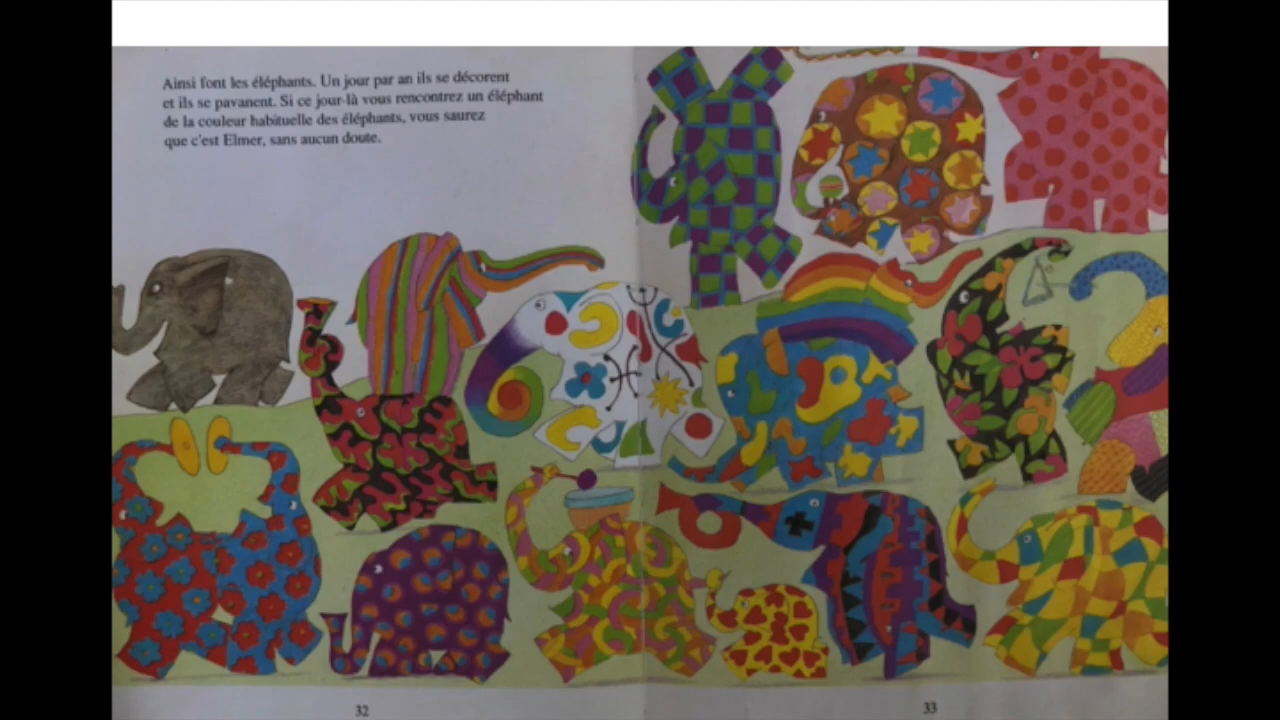 Ainsi font les éléphants. Un jour par an ils se décorent
et ils se pavanent. Si ce jour-là vous rencontrez un éléphant
de la couleur habituelle des éléphants, vous saurez
que c'est Elmer, sans aucun doute.
32
33